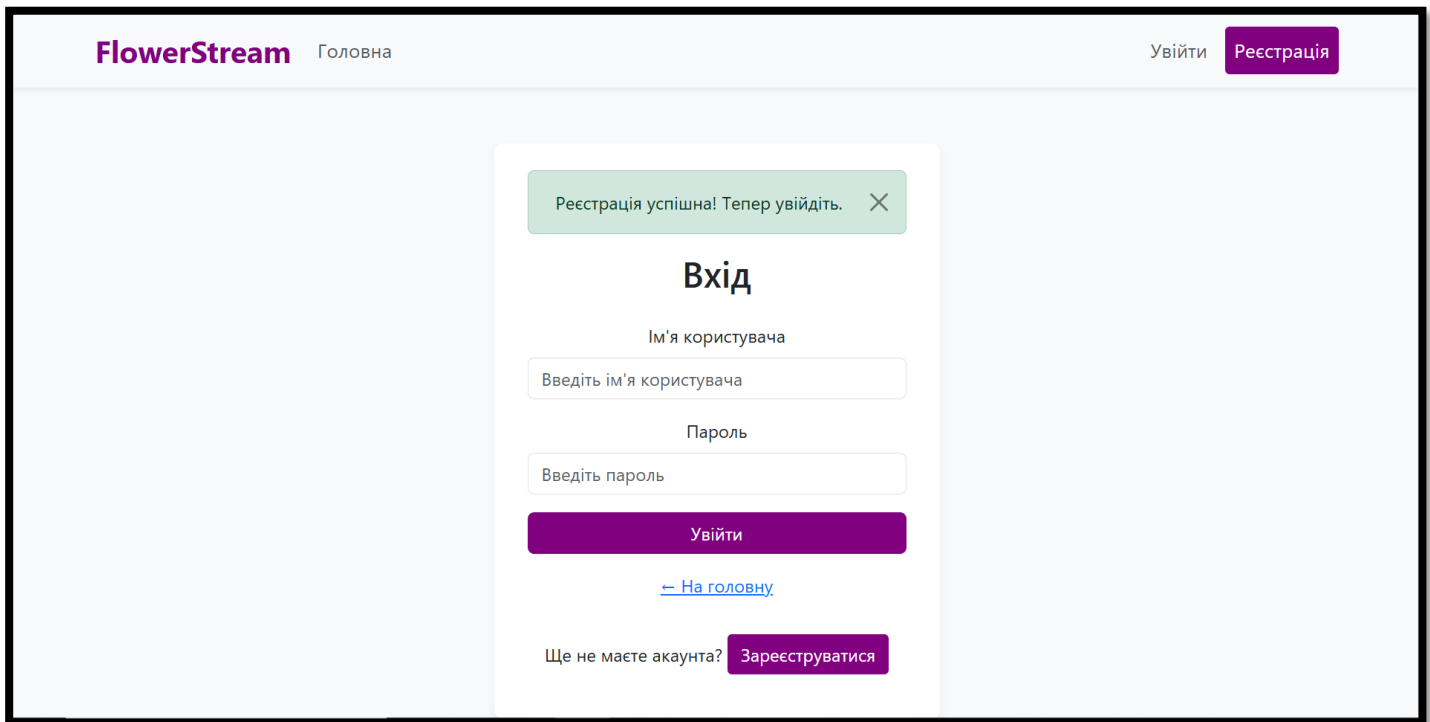 FlowerStream Головна Увійти Реєстрація
Реєстрація успішна! Тепер увійдіть.
Вхід
Ім'я користувача
Введіть ім'я користувача
Пароль
Введіть пароль
Увійти
← На головну
Ще не маєте акаунта? Зареєструватися